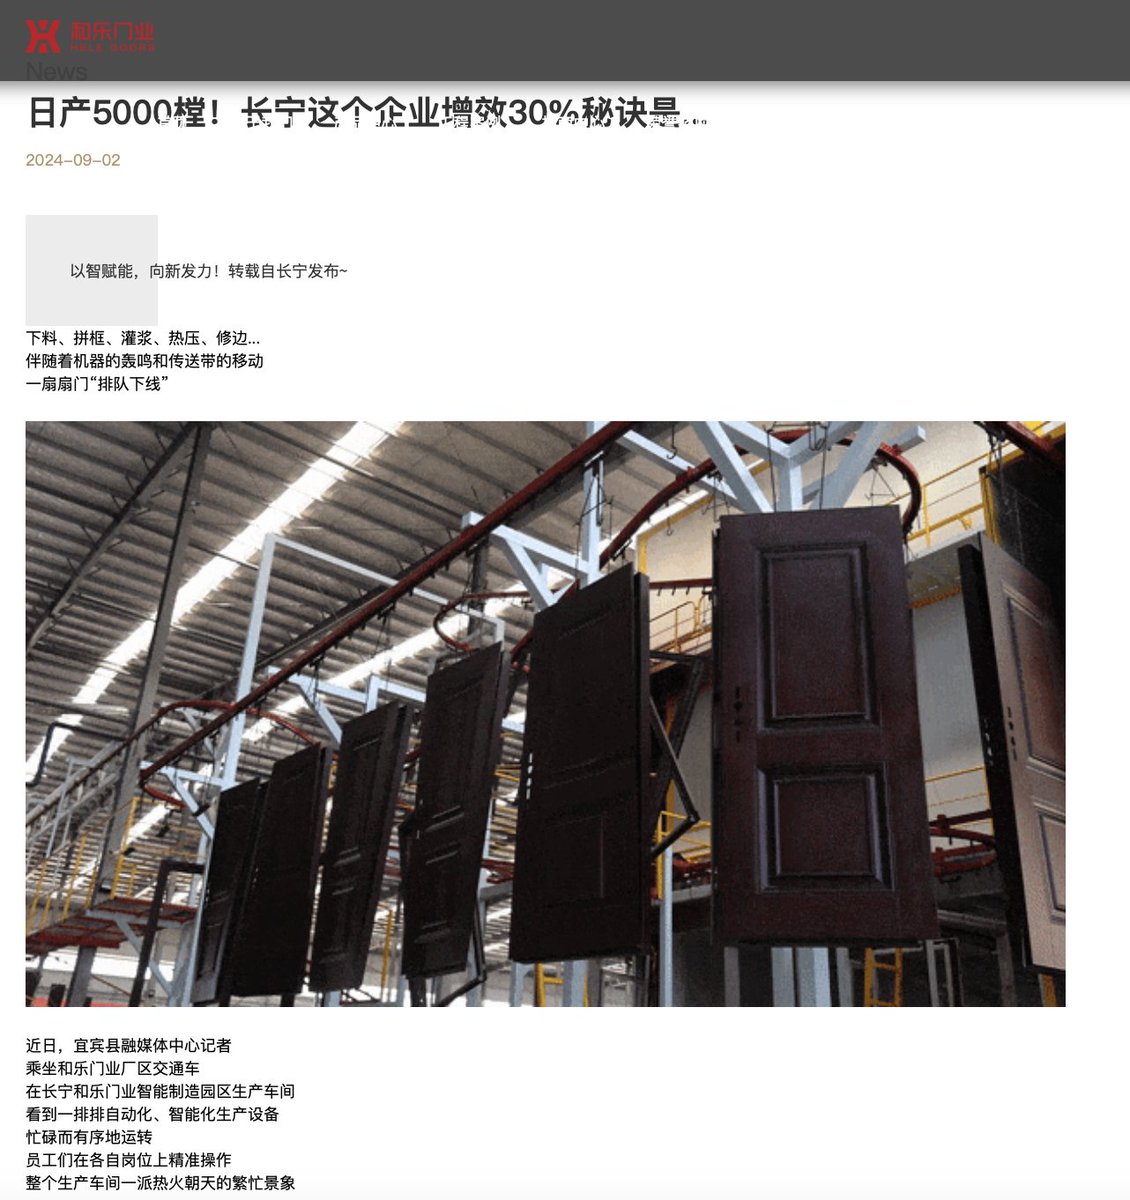 和乐门业
HELE DOORS
News
日产5000樘！长宁这个企业增效30%秘诀是...
2024-09-02
以智赋能，向新发力！转载自长宁发布~
下料、拼框、灌浆、热压、修边...
伴随着机器的轰鸣和传送带的移动
一扇扇门“排队下线”
近日，宜宾县融媒体中心记者
乘坐和乐门业厂区交通车
在长宁和乐门业智能制造园区生产车间
看到一排排自动化、智能化生产设备
忙碌而有序地运转
员工们在各自岗位上精准操作
整个生产车间一派热火朝天的繁忙景象